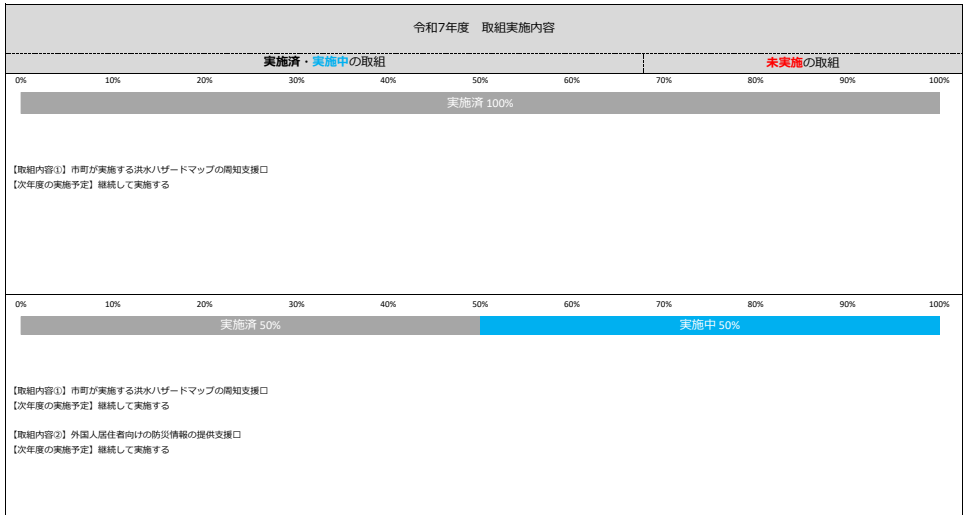 令和7年度　取組実施内容
実施済・実施中の取組 未実施の取組
0% 10% 20% 30% 40% 50% 60% 70% 80% 90% 100%
実施済 100%
【取組内容①】市町が実施する洪水ハザードマップの周知支援口
【次年度の実施予定】継続して実施する
0% 10% 20% 30% 40% 50% 60% 70% 80% 90% 100%
実施済 50% 実施中 50%
【取組内容①】市町が実施する洪水ハザードマップの周知支援口
【次年度の実施予定】継続して実施する
【取組内容②】外国人居住者向けの防災情報の提供支援口
【次年度の実施予定】継続して実施する